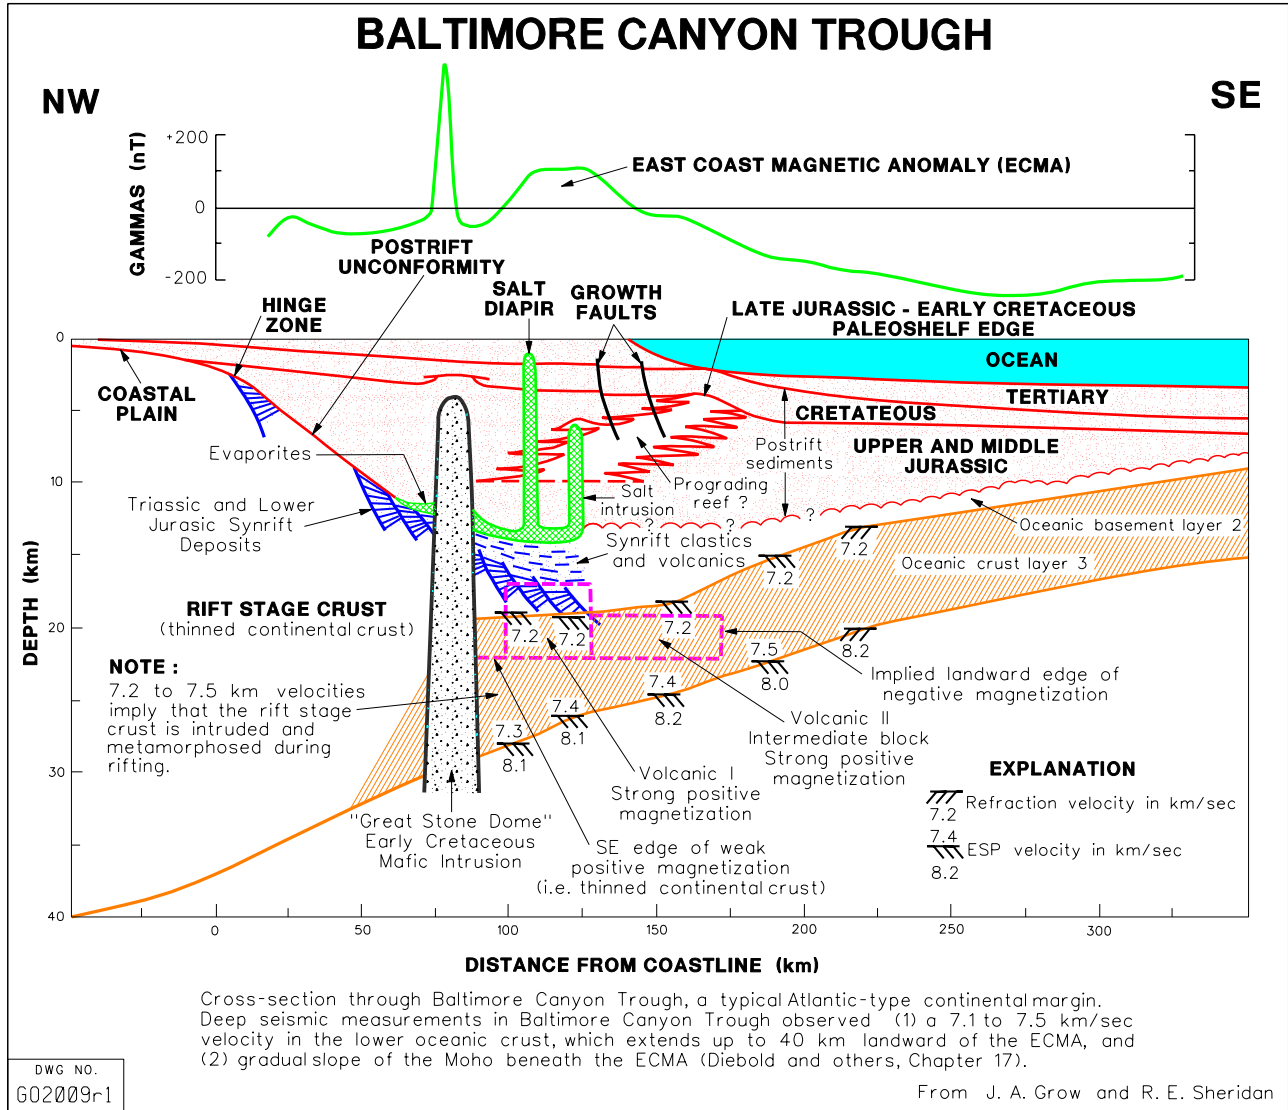 BALTIMORE CANYON TROUGH
NW
SE
GAMMAS (nT)
+200
0
-200
EAST COAST MAGNETIC ANOMALY (ECMA)
POSTRIFT
UNCONFORMITY
HINGE
ZONE
SALT
DIAPIR
GROWTH
FAULTS
LATE JURASSIC - EARLY CRETACEOUS
PALEOSHELF EDGE
DEPTH (km)
0
10
20
30
40
COASTAL
PLAIN
OCEAN
TERTIARY
CRETATEOUS
UPPER AND MIDDLE
JURASSIC
Postrift
sediments
Evaporites
Triassic and Lower
Jurasic Synrift
Deposits
Salt
intrusion
Prograding
reef ?
?
?
?
?
Synrift clastics
and volcanics
Oceanic basement layer 2
Oceanic crust layer 3
RIFT STAGE CRUST
(thinned continental crust)
NOTE :
7.2 to 7.5 km velocities
imply that the rift stage
crust is intruded and
metamorphosed during
rifting.
7.2
7.2
7.2
7.2
7.2
7.3
8.1
7.4
8.1
7.4
8.2
7.5
8.0
8.2
Implied landward edge of
negative magnetization
Volcanic II
Intermediate block
Strong positive
magnetization
Volcanic I
Strong positive
magnetization
"Great Stone Dome"
Early Cretaceous
Mafic Intrusion
SE edge of weak
positive magnetization
(i.e. thinned continental crust)
EXPLANATION
Refraction velocity in km/sec
7.2
7.4
ESP velocity in km/sec
8.2
0
50
100
150
200
250
300
DISTANCE FROM COASTLINE (km)
Cross-section through Baltimore Canyon Trough, a typical Atlantic-type continental margin.
Deep seismic measurements in Baltimore Canyon Trough observed (1) a 7.1 to 7.5 km/sec
velocity in the lower oceanic crust, which extends up to 40 km landward of the ECMA, and
(2) gradual slope of the Moho beneath the ECMA (Diebold and others, Chapter 17).
DWG NO.
G02009r1
From J. A. Grow and R. E. Sheridan